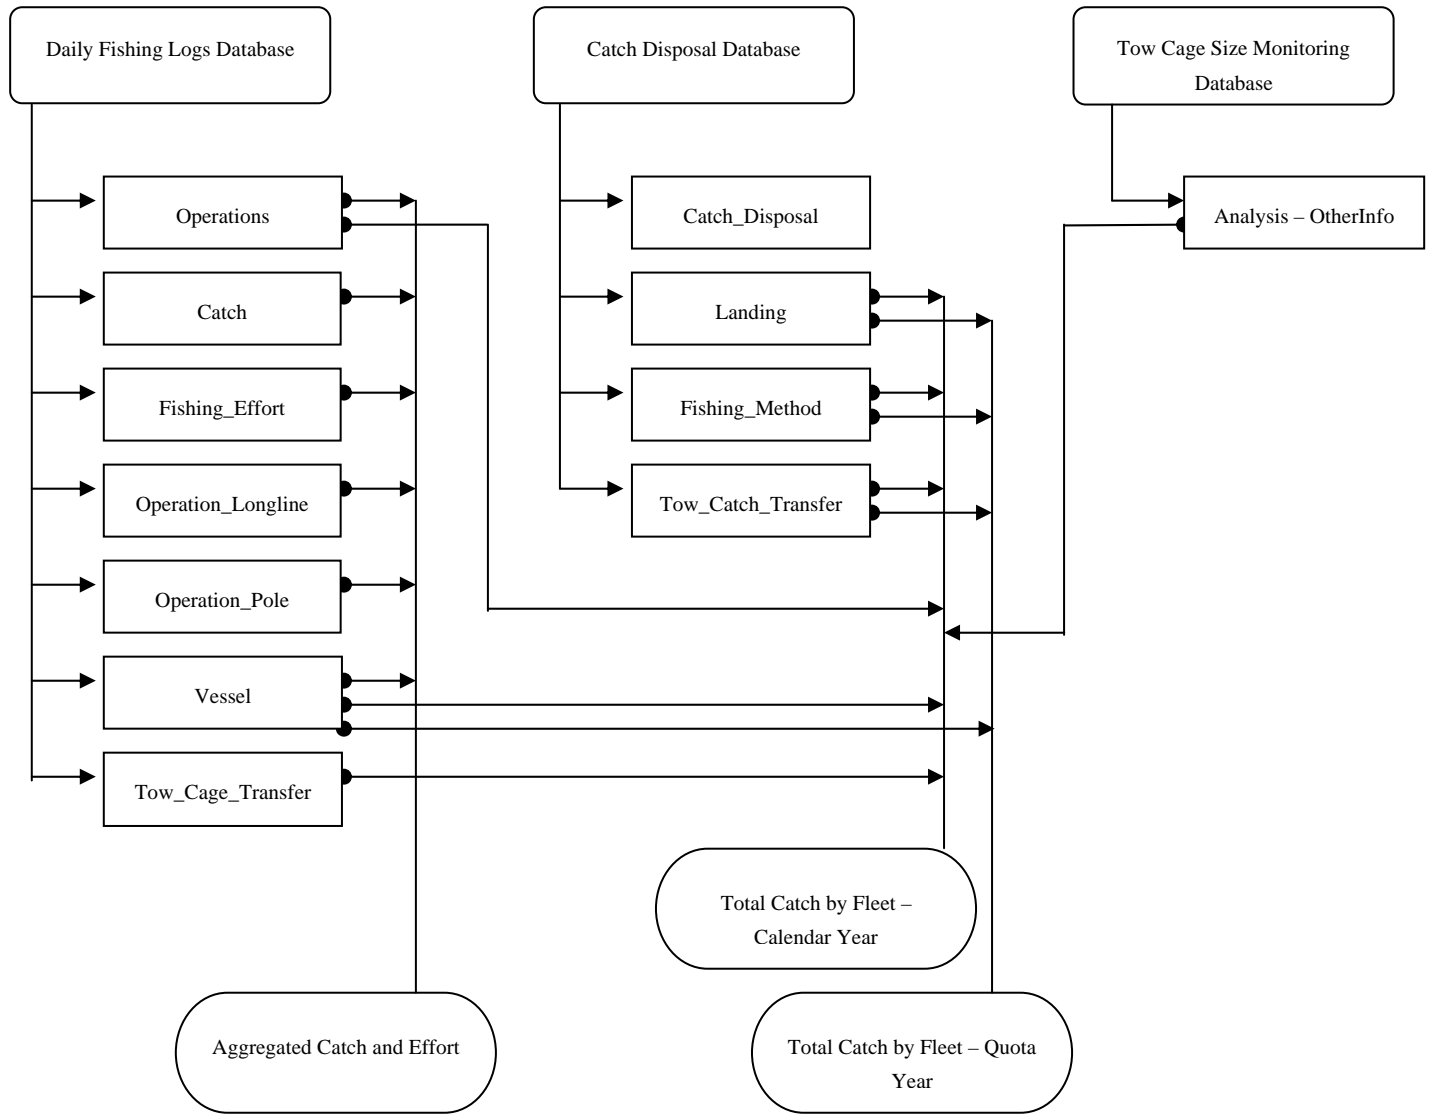 Daily Fishing Logs Database
Catch Disposal Database
Tow Cage Size Monitoring
Database
Operations
Catch
Fishing_Effort
Operation_Longline
Operation_Pole
Vessel
Tow_Cage_Transfer
Catch_Disposal
Landing
Fishing_Method
Tow_Catch_Transfer
Analysis – OtherInfo
Total Catch by Fleet –
Calendar Year
Aggregated Catch and Effort
Total Catch by Fleet – Quota
Year